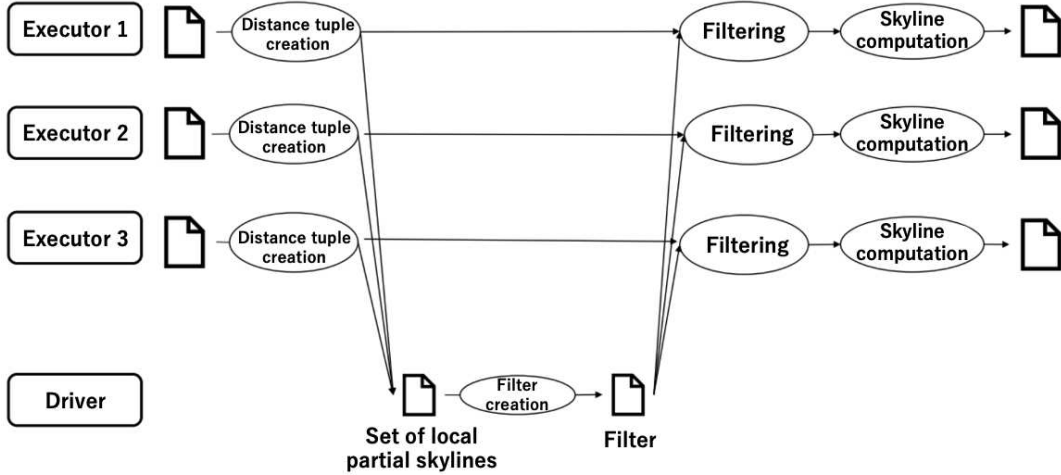 Executor 1
Distance tuple
creation
Filtering
Skyline
computation
Executor 2
Distance tuple
creation
Filtering
Skyline
computation
Executor 3
Distance tuple
creation
Filtering
Skyline
computation
Driver
Filter
creation
Set of local
partial skylines
Filter